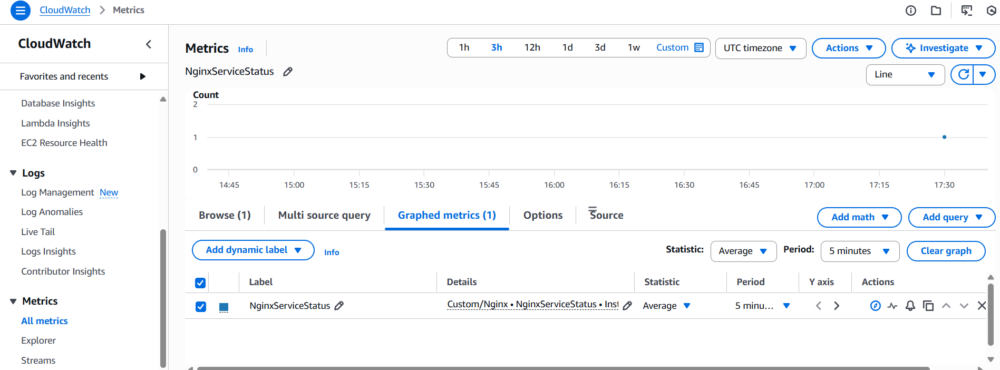 CloudWatch > Metrics
CloudWatch
Favorites and recents
Database Insights
Lambda Insights
EC2 Resource Health
Logs
Log Management New
Log Anomalies
Live Tail
Logs Insights
Contributor Insights
Metrics
All metrics
Explorer
Streams
Metrics Info
1h 3h 12h 1d 3d 1w Custom
UTC timezone
Actions
Investigate
NginxServiceStatus
Line
Count
2
1
0
14:45 15:00 15:15 15:30 15:45 16:00 16:15 16:30 16:45 17:00 17:15 17:30
Browse (1) Multi source query Graphed metrics (1) Options Source
Add math Add query
Add dynamic label Info
Statistic: Average Period: 5 minutes Clear graph
Label Details Statistic Period Y axis Actions
NginxServiceStatus Custom/Nginx • NginxServiceStatus • Inst Average 5 minu...